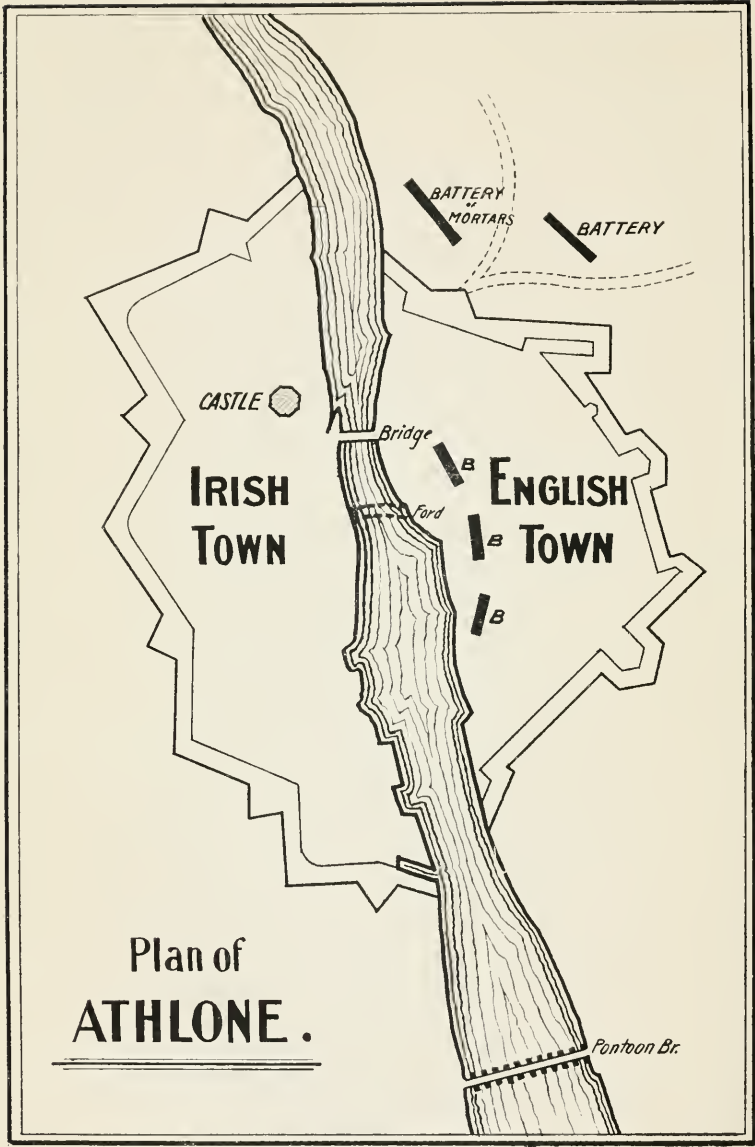 BATTERY
of
MORTARS
BATTERY
CASTLE
Bridge
B
IRISH
TOWN
ENGLISH
TOWN
Ford
B
B
Plan of
ATHLONE.
Pontoon Br.